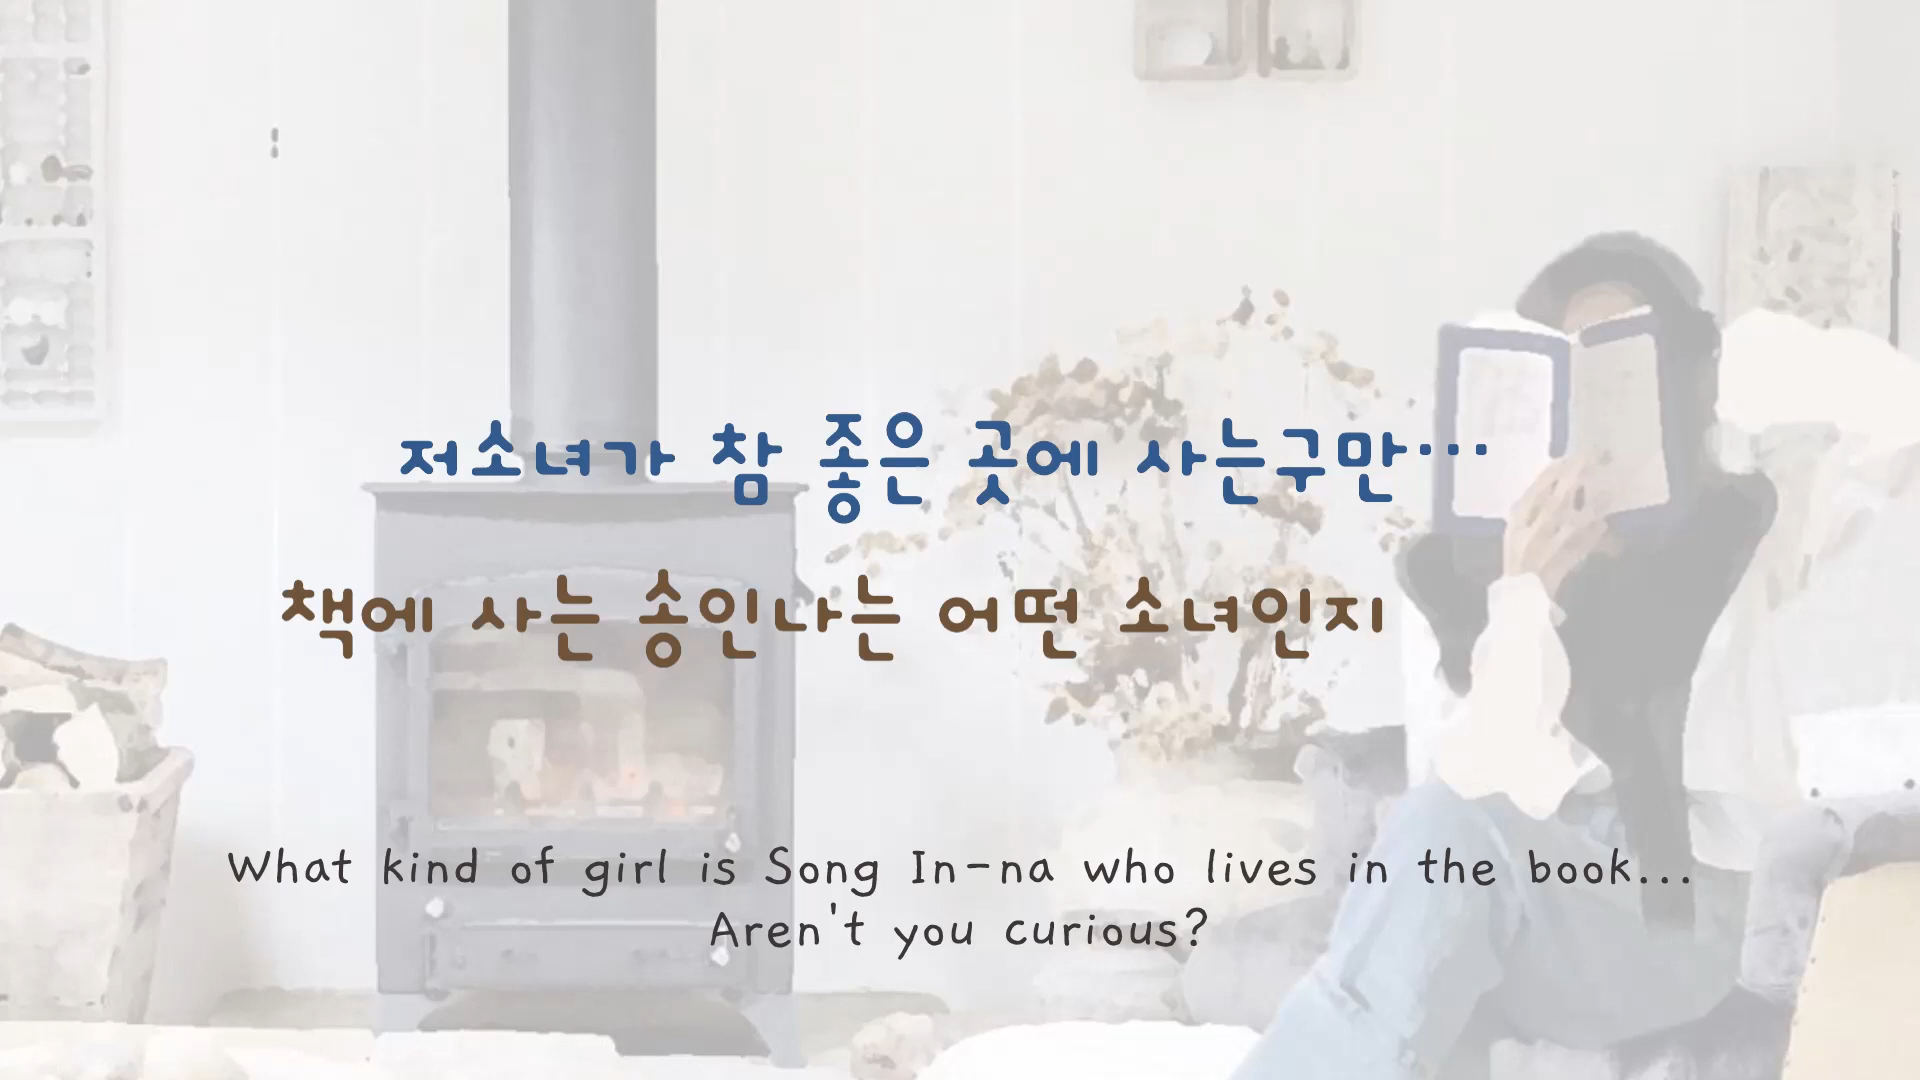 저소녀가 참 좋은 곳에 사는구만...
책에 사는 송인나는 어떤 소녀인지
What kind of girl is Song In-na who lives in the book...
Aren't you curious?